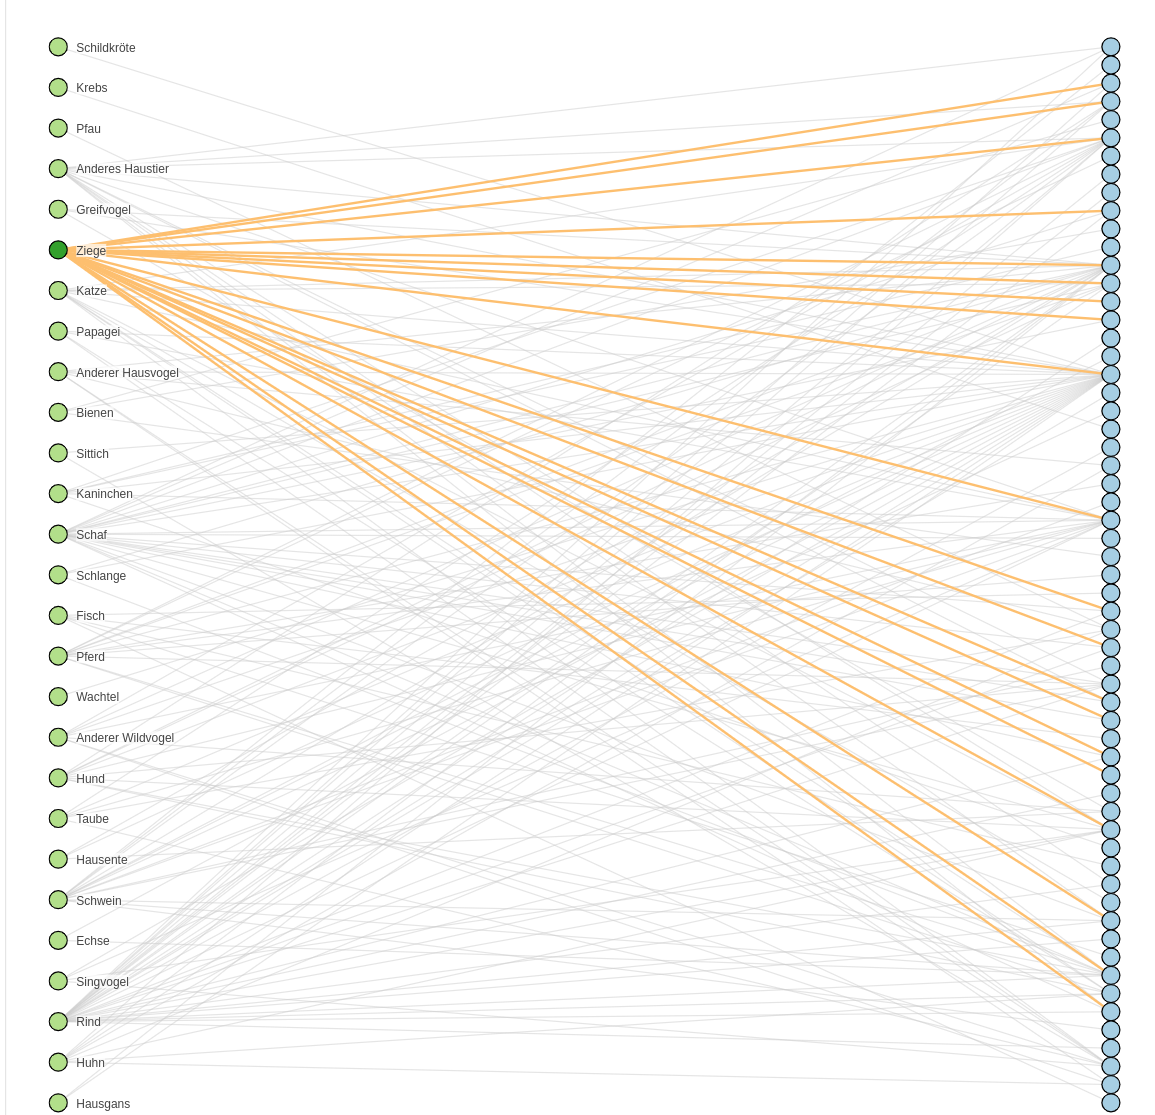 Schildkröte
Krebs
Pfau
Anderes Haustier
Greifvogel
Ziege
Katze
Papagei
Anderer Hausvogel
Bienen
Sittich
Kaninchen
Schaf
Schlange
Fisch
Pferd
Wachtel
Anderer Wildvogel
Hund
Taube
Hausente
Schwein
Echse
Singvogel
Rind
Huhn
Hausgans